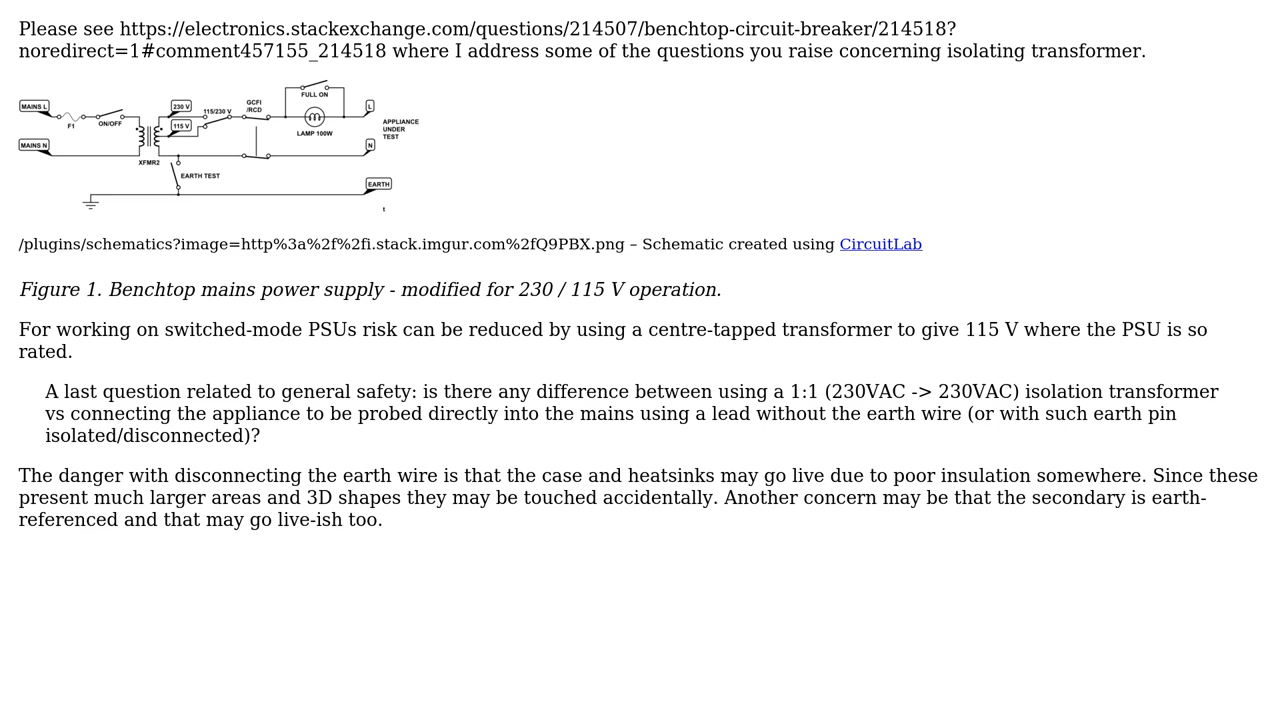 Please see https://electronics.stackexchange.com/questions/214507/benchtop-circuit-breaker/214518?
noredirect=1#comment457155_214518 where I address some of the questions you raise concerning isolating transformer.
FULL ON
MAINS L
230 V
115/230 V
GCFI
/RCD
L
F1
ON/OFF
115 V
LAMP 100W
APPLIANCE
UNDER
TEST
MAINS N
N
XFMR2
EARTH TEST
EARTH
t
/plugins/schematics?image=http%3a%2f%2fi.stack.imgur.com%2fQ9PBX.png – Schematic created using CircuitLab
Figure 1. Benchtop mains power supply - modified for 230 / 115 V operation.
For working on switched-mode PSUs risk can be reduced by using a centre-tapped transformer to give 115 V where the PSU is so
rated.
A last question related to general safety: is there any difference between using a 1:1 (230VAC -> 230VAC) isolation transformer
vs connecting the appliance to be probed directly into the mains using a lead without the earth wire (or with such earth pin
isolated/disconnected)?
The danger with disconnecting the earth wire is that the case and heatsinks may go live due to poor insulation somewhere. Since these
present much larger areas and 3D shapes they may be touched accidentally. Another concern may be that the secondary is earth-
referenced and that may go live-ish too.